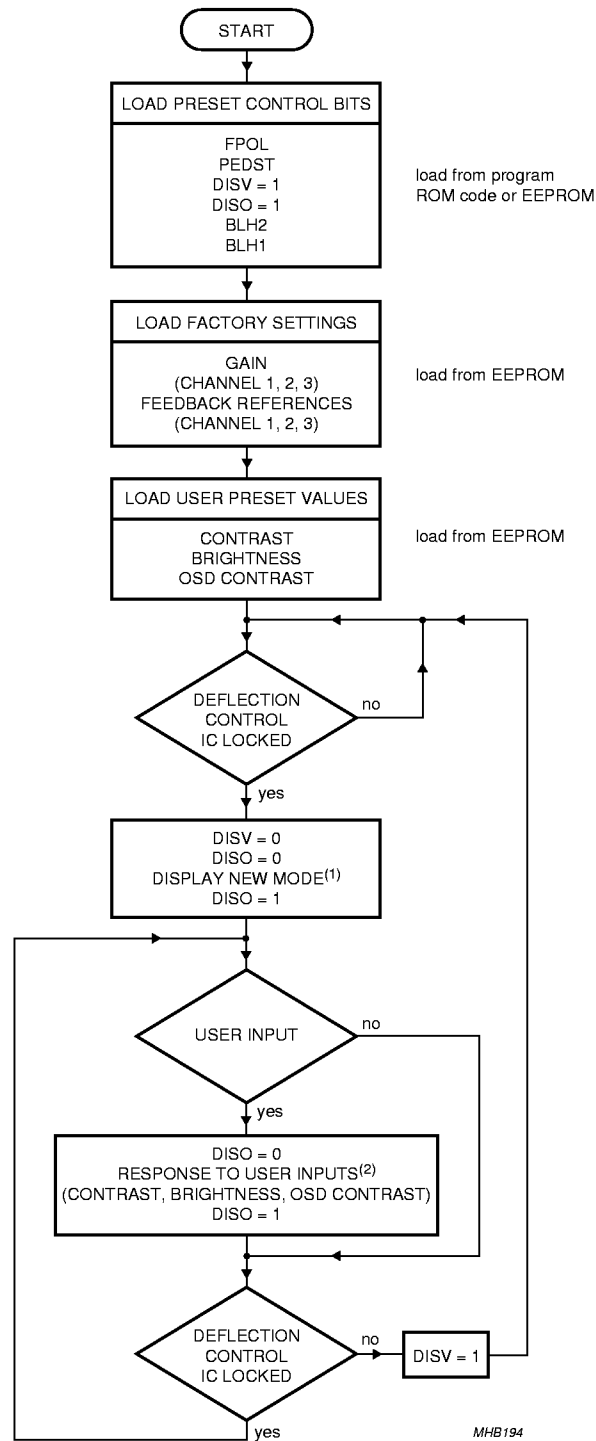 START
LOAD PRESET CONTROL BITS
FPOL
PEDST
DISV = 1
DISO = 1
BLH2
BLH1
load from program
ROM code or EEPROM
LOAD FACTORY SETTINGS
GAIN
(CHANNEL 1, 2, 3)
FEEDBACK REFERENCES
(CHANNEL 1, 2, 3)
load from EEPROM
LOAD USER PRESET VALUES
CONTRAST
BRIGHTNESS
OSD CONTRAST
load from EEPROM
DEFLECTION
CONTROL
IC LOCKED
no
yes
DISV = 0
DISO = 0
DISPLAY NEW MODE(1)
DISO = 1
USER INPUT
no
yes
DISO = 0
RESPONSE TO USER INPUTS(2)
(CONTRAST, BRIGHTNESS, OSD CONTRAST)
DISO = 1
DEFLECTION
CONTROL
IC LOCKED
no
DISV = 1
yes
MHB194